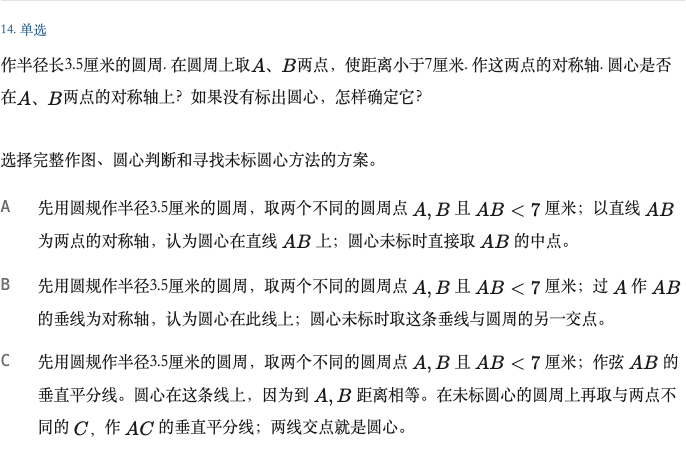 14. 单选
作半径长3.5厘米的圆周. 在圆周上取A、B两点，使距离小于7厘米. 作这两点的对称轴. 圆心是否
在A、B两点的对称轴上？如果没有标出圆心，怎样确定它？
选择完整作图、圆心判断和寻找未标圆心方法的方案。
A 先用圆规作半径3.5厘米的圆周，取两个不同的圆周点 A, B 且 AB < 7 厘米；以直线 AB
为两点的对称轴，认为圆心在直线 AB 上；圆心未标时直接取 AB 的中点。
B 先用圆规作半径3.5厘米的圆周，取两个不同的圆周点 A, B 且 AB < 7 厘米；过 A 作 AB
的垂线为对称轴，认为圆心在此线上；圆心未标时取这条垂线与圆周的另一交点。
C 先用圆规作半径3.5厘米的圆周，取两个不同的圆周点 A, B 且 AB < 7 厘米；作弦 AB 的
垂直平分线。圆心在这条线上，因为到 A, B 距离相等。在未标圆心的圆周上再取与两点不
同的 C，作 AC 的垂直平分线；两线交点就是圆心。